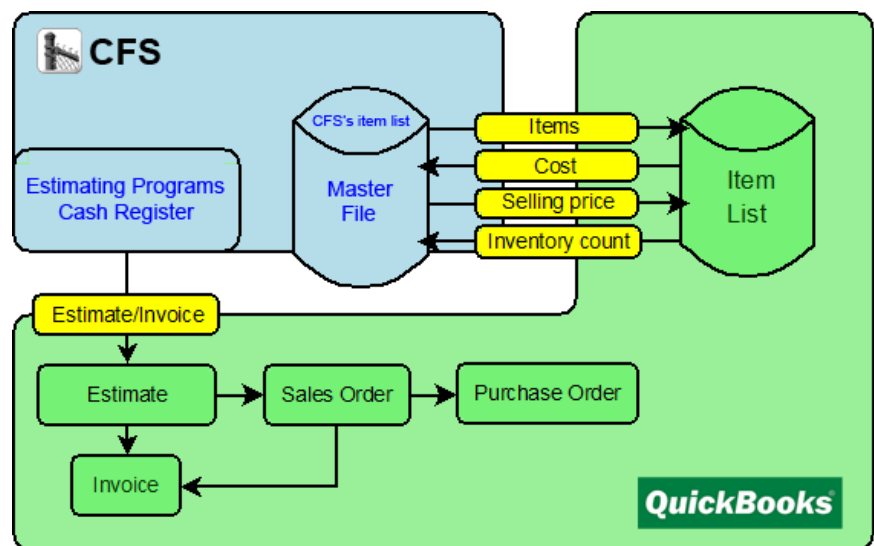 CFS
CFS's item list
Items
Cost
Selling price
Inventory count
Estimating Programs
Cash Register
Master
File
Item
List
Estimate/Invoice
Estimate
Sales Order
Purchase Order
Invoice
QuickBooks